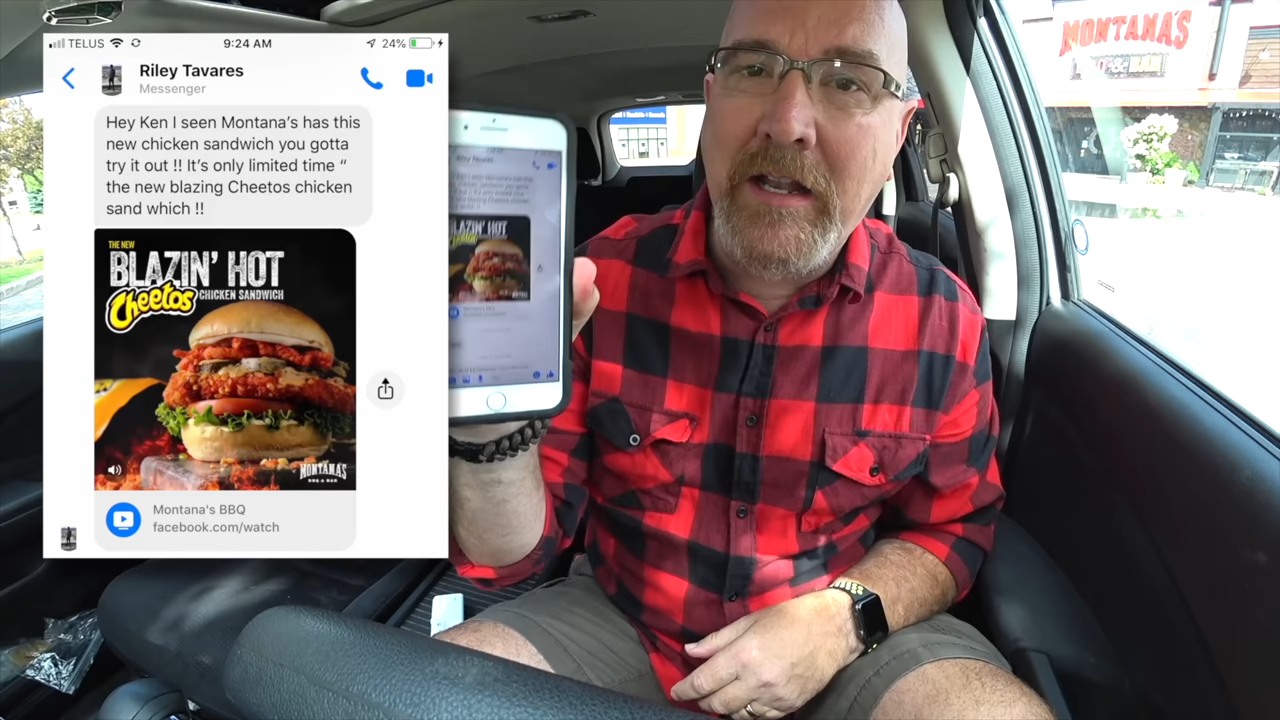 TELUS
9:24 AM
24%
Riley Tavares
Messenger
Hey Ken I seen Montana's has this
new chicken sandwich you gotta
try it out !! It's only limited time “
the new blazing Cheetos chicken
sand which !!
THE NEW
BLAZIN' HOT
Cheetos
CHICKEN SANDWICH
MONTANA'S
BBQ & BAR
Montana's BBQ
facebook.com/watch
BLAZIN' HOT
MONTANA'S
BAR